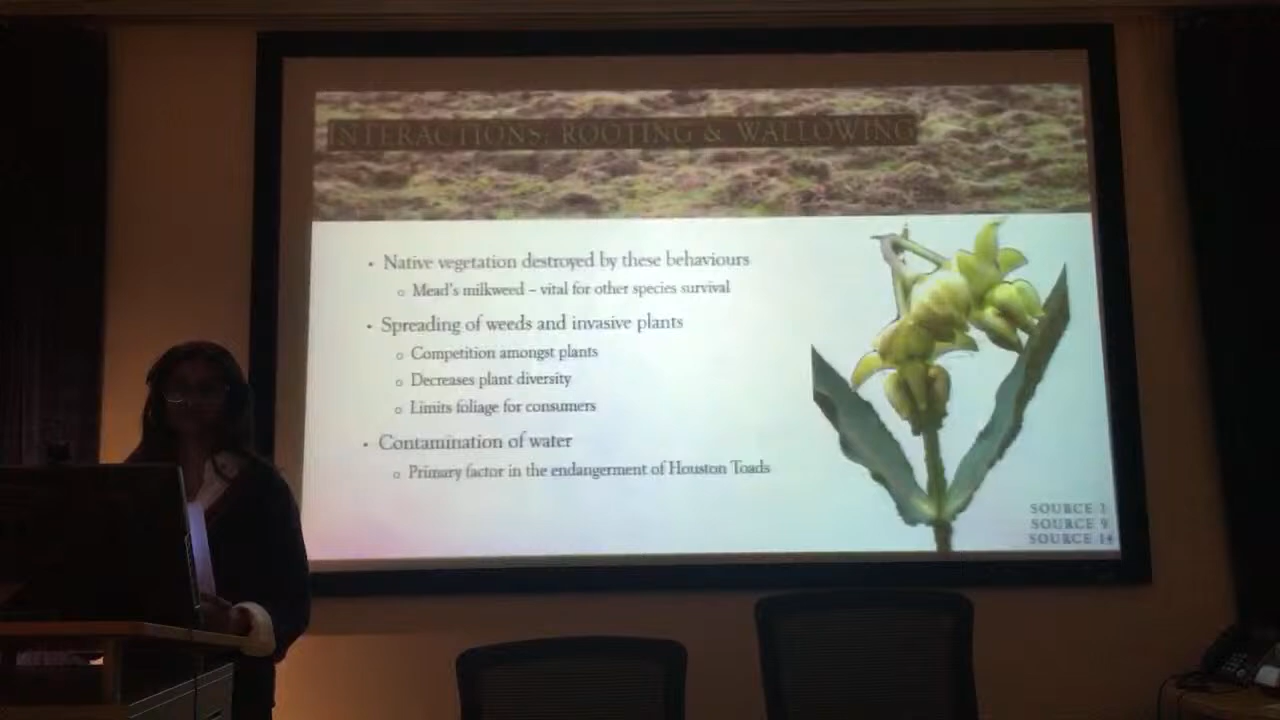 INTERACTIONS: ROOTING & WALLOWING
• Native vegetation destroyed by these behaviours
o Mead's milkweed – vital for other species survival
• Spreading of weeds and invasive plants
o Competition amongst plants
o Decreases plant diversity
o Limits foliage for consumers
• Contamination of water
o Primary factor in the endangerment of Houston Toads
SOURCE 1
SOURCE 9
SOURCE 14